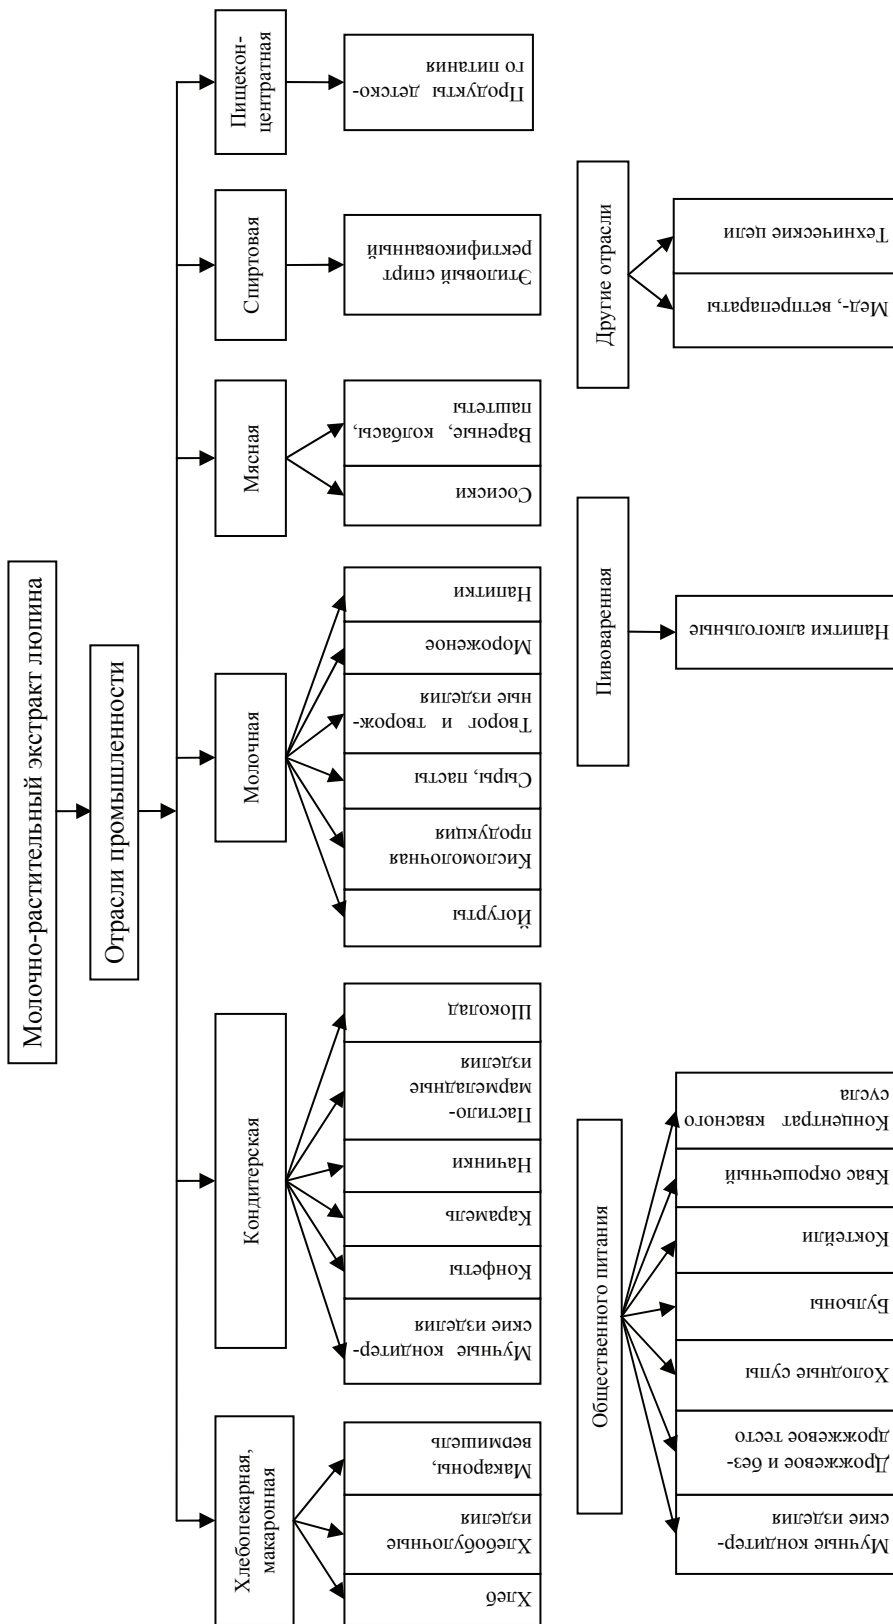 Молочно-растительный экстракт люпина
Отрасли промышленности
Хлебопекарная,
макаронная
Кондитерская
Молочная
Мясная
Спиртовая
Пищекон-
центратная
Хлеб
Хлебобулочные
изделия
Макароны,
вермишель
Мучные кондитер-
ские изделия
Конфеты
Карамель
Начинки
Пастило-
мармеладные
изделия
Шоколад
Йогурты
Кисломолочная
продукция
Сыры, пасты
Творог и творож-
ные изделия
Мороженое
Напитки
Сосиски
Вареные, колбасы,
паштеты
Этиловый спирт
ректификованный
Продукты детско-
го питания
Общественного питания
Пивоваренная
Другие отрасли
Мучные кондитер-
ские изделия
Дрожжевое и без-
дрожжевое тесто
Холодные супы
Бульоны
Коктейли
Квас окрошечный
Концентрат квасного
сусла
Напитки алкогольные
Мед-, ветпрепараты
Технические цели